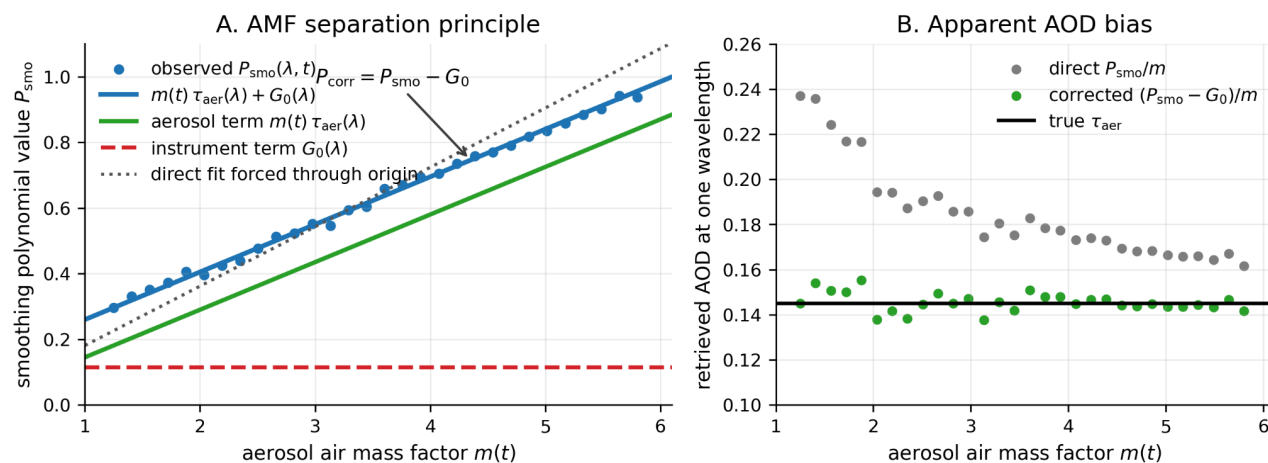 A. AMF separation principle
1.0
0.8
0.6
0.4
0.2
0.0
smoothing polynomial value P_smo
observed P_smo(λ, t)
m(t) τ_aer(λ) + G_0(λ)
aerosol term m(t) τ_aer(λ)
instrument term G_0(λ)
direct fit forced through origin
P_corr = P_smo − G_0
1 2 3 4 5 6
aerosol air mass factor m(t)
B. Apparent AOD bias
0.26
0.24
0.22
0.20
0.18
0.16
0.14
0.12
0.10
retrieved AOD at one wavelength
direct P_smo/m
corrected (P_smo − G_0)/m
true τ_aer
1 2 3 4 5 6
aerosol air mass factor m(t)